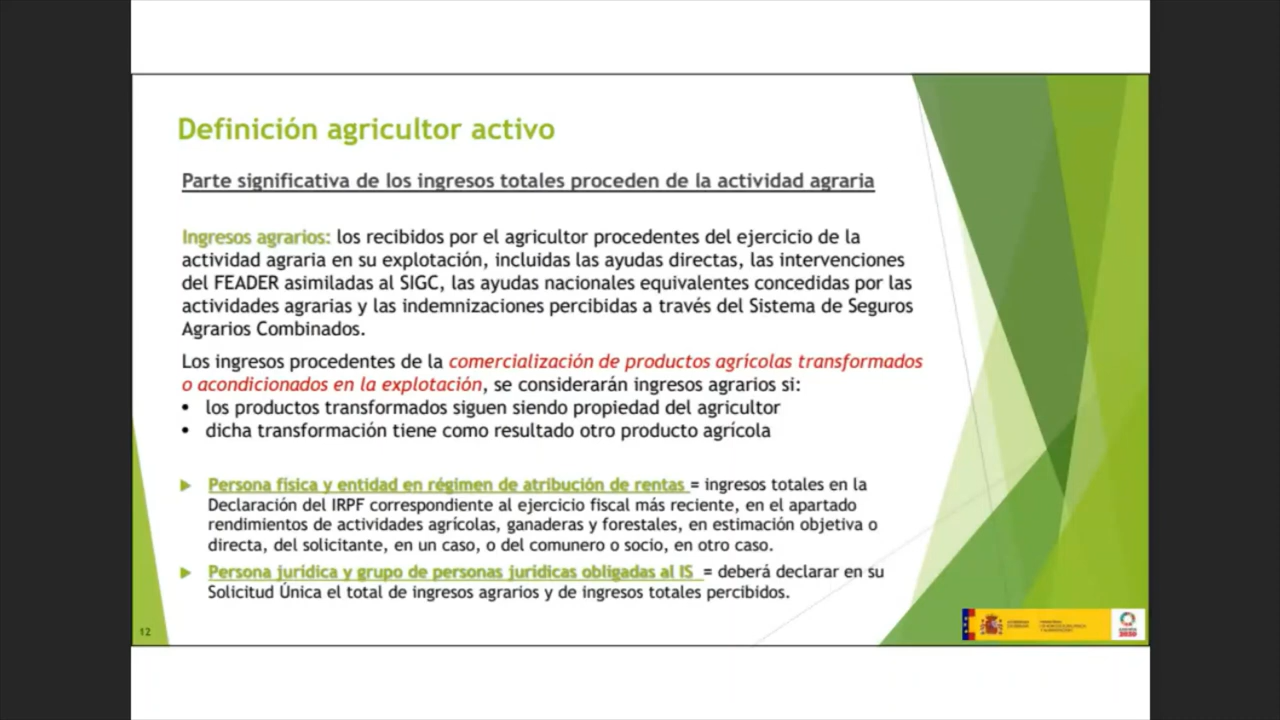 Definición agricultor activo
Parte significativa de los ingresos totales proceden de la actividad agraria
Ingresos agrarios: los recibidos por el agricultor procedentes del ejercicio de la
actividad agraria en su explotación, incluidas las ayudas directas, las intervenciones
del FEADER asimiladas al SIGC, las ayudas nacionales equivalentes concedidas por las
actividades agrarias y las indemnizaciones percibidas a través del Sistema de Seguros
Agrarios Combinados.
Los ingresos procedentes de la comercialización de productos agrícolas transformados
o acondicionados en la explotación, se considerarán ingresos agrarios si:
• los productos transformados siguen siendo propiedad del agricultor
• dicha transformación tiene como resultado otro producto agrícola
Persona física y entidad en régimen de atribución de rentas = ingresos totales en la
Declaración del IRPF correspondiente al ejercicio fiscal más reciente, en el apartado
rendimientos de actividades agrícolas, ganaderas y forestales, en estimación objetiva o
directa, del solicitante, en un caso, o del comunero o socio, en otro caso.
Persona jurídica y grupo de personas jurídicas obligadas al IS = deberá declarar en su
Solicitud Única el total de ingresos agrarios y de ingresos totales percibidos.
12
2030